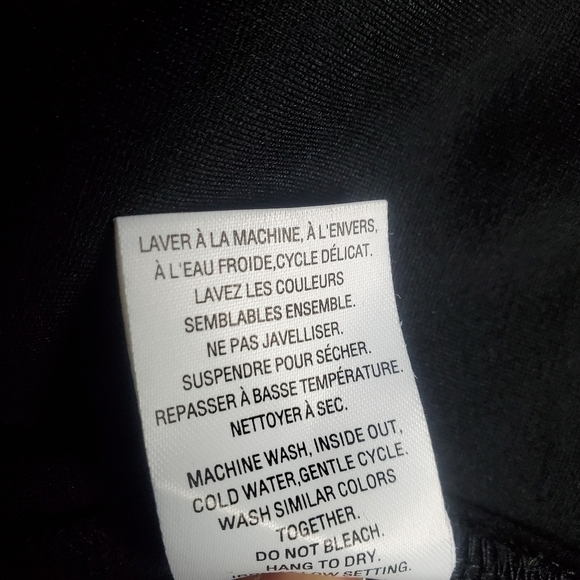 LAVER À LA MACHINE, À L'ENVERS,
À L'EAU FROIDE,CYCLE DÉLICAT.
LAVEZ LES COULEURS
SEMBLABLES ENSEMBLE.
NE PAS JAVELLISER.
SUSPENDRE POUR SÉCHER.
REPASSER À BASSE TEMPÉRATURE.
NETTOYER À SEC.
MACHINE WASH, INSIDE OUT,
COLD WATER,GENTLE CYCLE.
WASH SIMILAR COLORS
TOGETHER.
DO NOT BLEACH.
HANG TO DRY.
LOW SETTING.